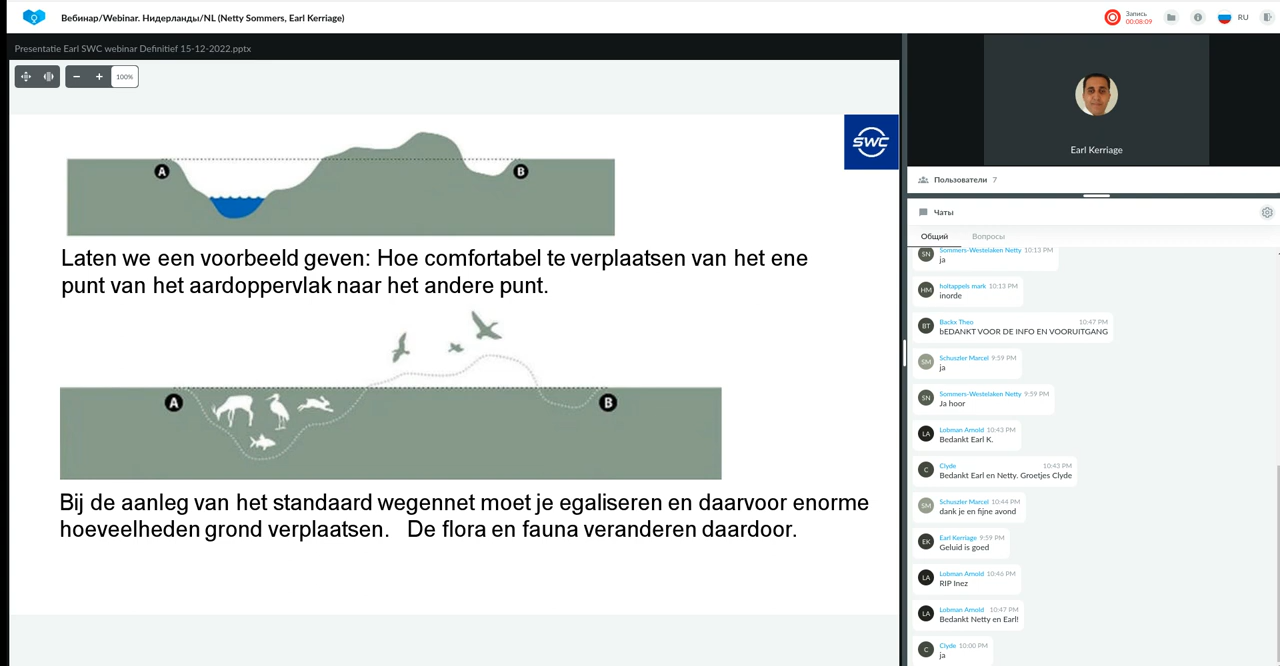 Вебинар/Webinar. Нидерланды/NL (Netty Sommers, Earl Kerriage)
Запись
00:08:09
RU
Presentatie Earl SWC webinar Definitief 15-12-2022.pptx
100%
SWC
A
B
Laten we een voorbeeld geven: Hoe comfortabel te verplaatsen van het ene
punt van het aardoppervlak naar het andere punt.
A
B
Bij de aanleg van het standaard wegennet moet je egaliseren en daarvoor enorme
hoeveelheden grond verplaatsen. De flora en fauna veranderen daardoor.
Earl Kerriage
Пользователи 7
Чаты
Общий Вопросы
SN Sommers-Westelaken Netty 10:13 PM
ja
HM holtappels mark 10:13 PM
inorde
BT Backx Theo 10:47 PM
bEDANKT VOOR DE INFO EN VOORUITGANG
SM Schuszler Marcel 9:59 PM
ja
SN Sommers-Westelaken Netty 9:59 PM
Ja hoor
LA Lobman Arnold 10:43 PM
Bedankt Earl K.
C Clyde 10:43 PM
Bedankt Earl en Netty. Groetjes Clyde
SM Schuszler Marcel 10:44 PM
dank je en fijne avond
EK Earl Kerriage 9:59 PM
Geluid is goed
LA Lobman Arnold 10:46 PM
RIP Inez
LA Lobman Arnold 10:47 PM
Bedankt Netty en Earl!
C Clyde 10:00 PM
ja